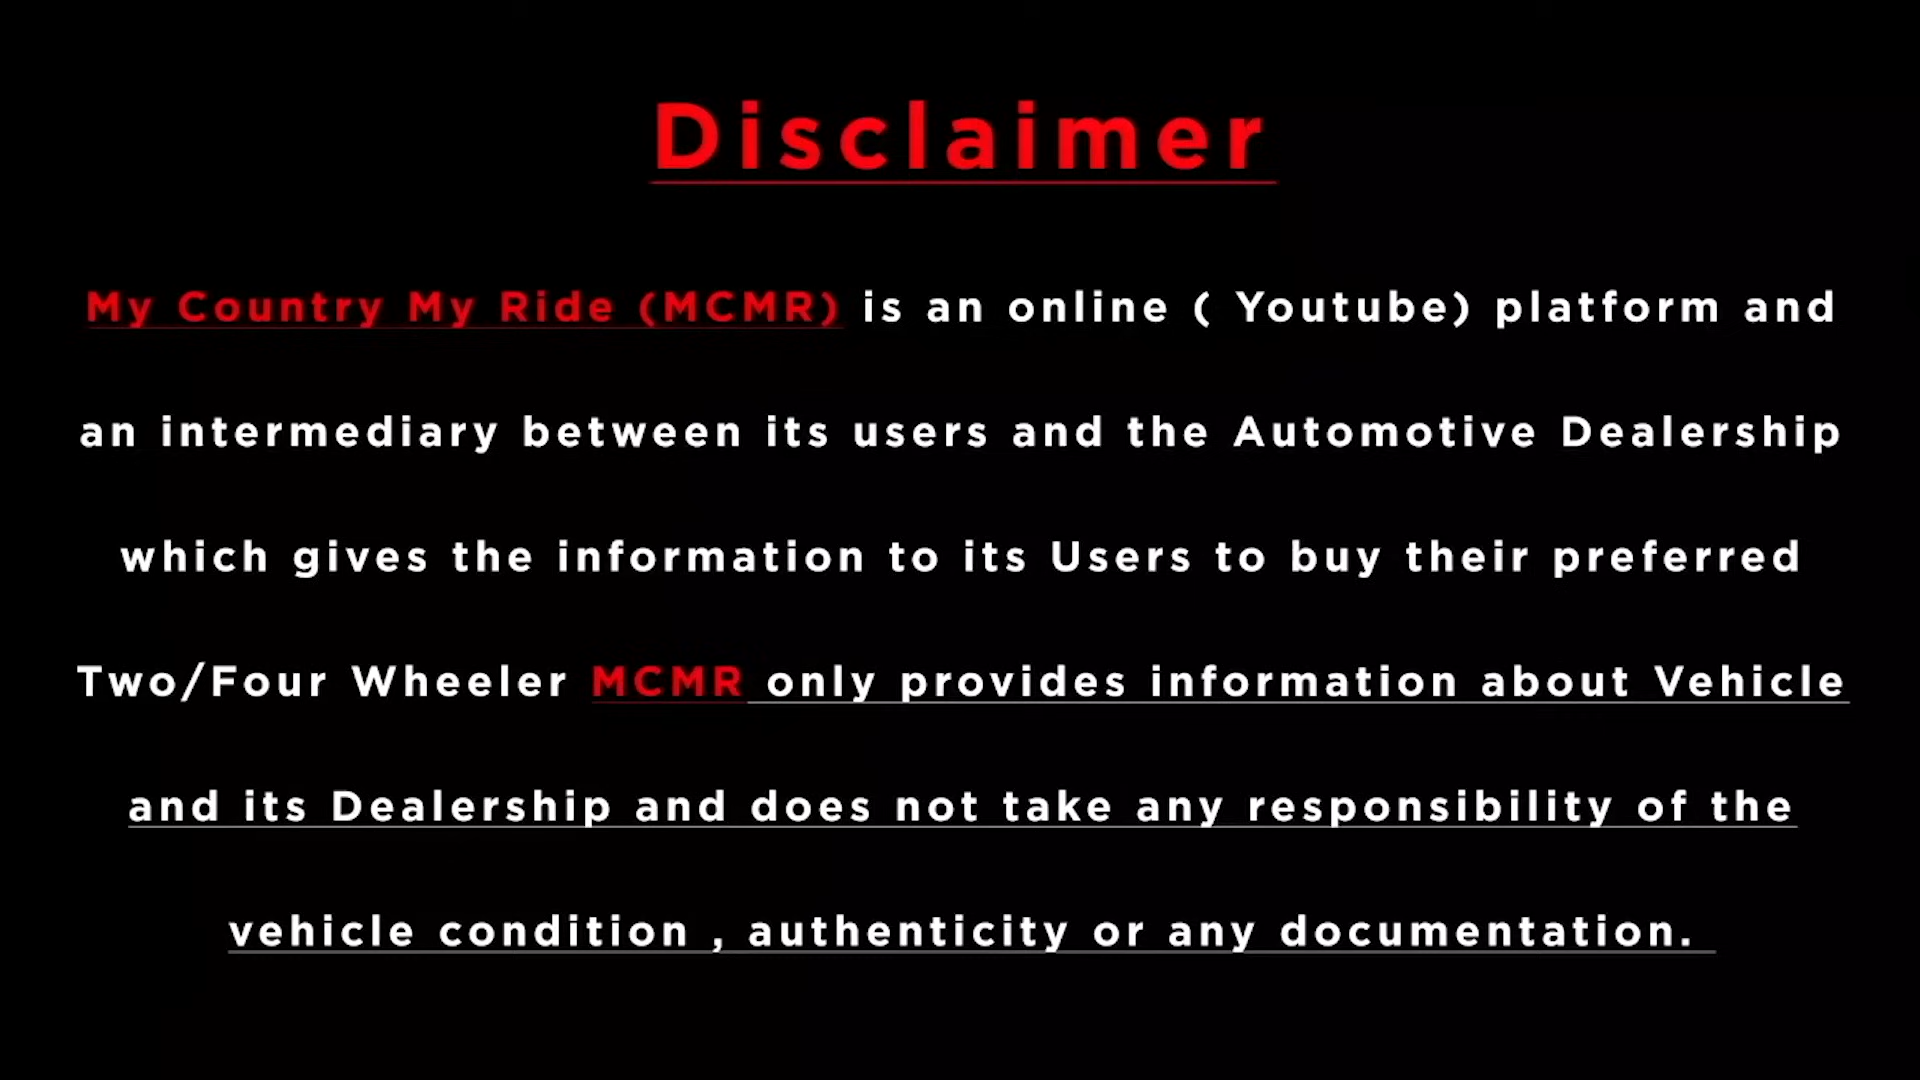 Disclaimer
My Country My Ride (MCMR) is an online ( Youtube) platform and
an intermediary between its users and the Automotive Dealership
which gives the information to its Users to buy their preferred
Two/Four Wheeler MCMR only provides information about Vehicle
and its Dealership and does not take any responsibility of the
vehicle condition , authenticity or any documentation.